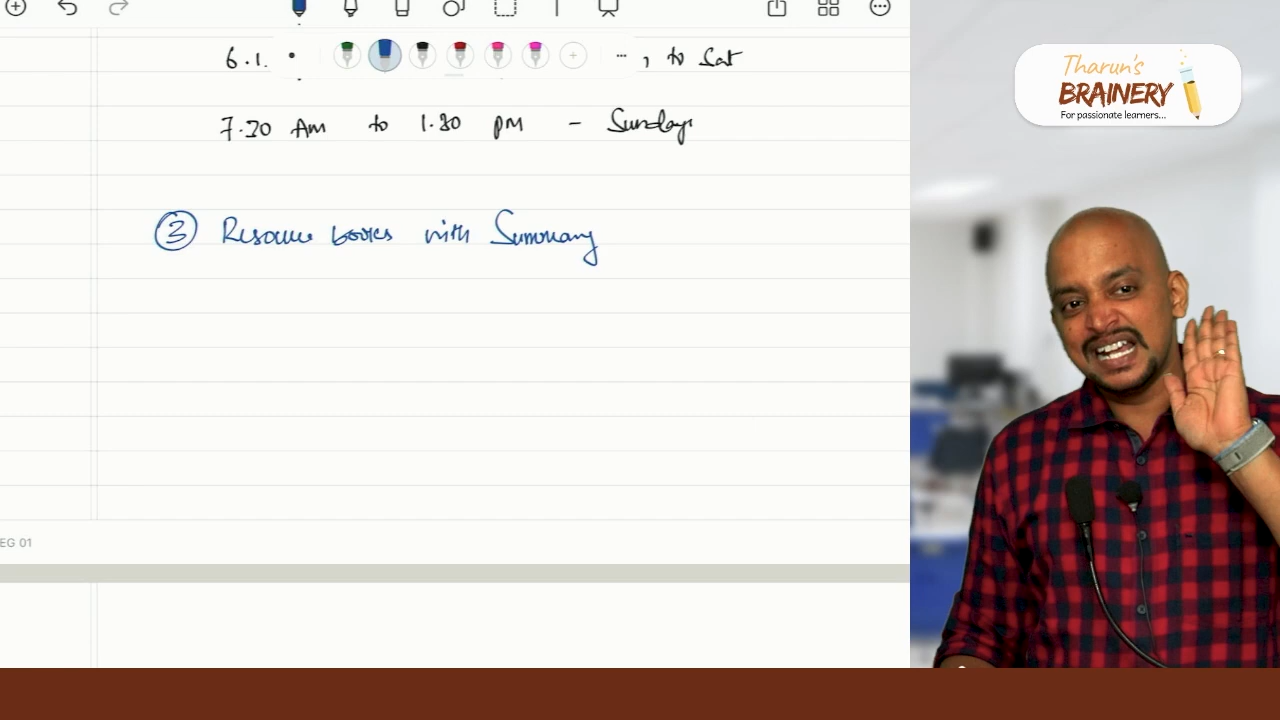 Tharun's
BRAINERY
For passionate learners...
6.1 , to Sat
7.30 Am to 1.30 pm - Sundays
③ Resource books with Summary
EG 01